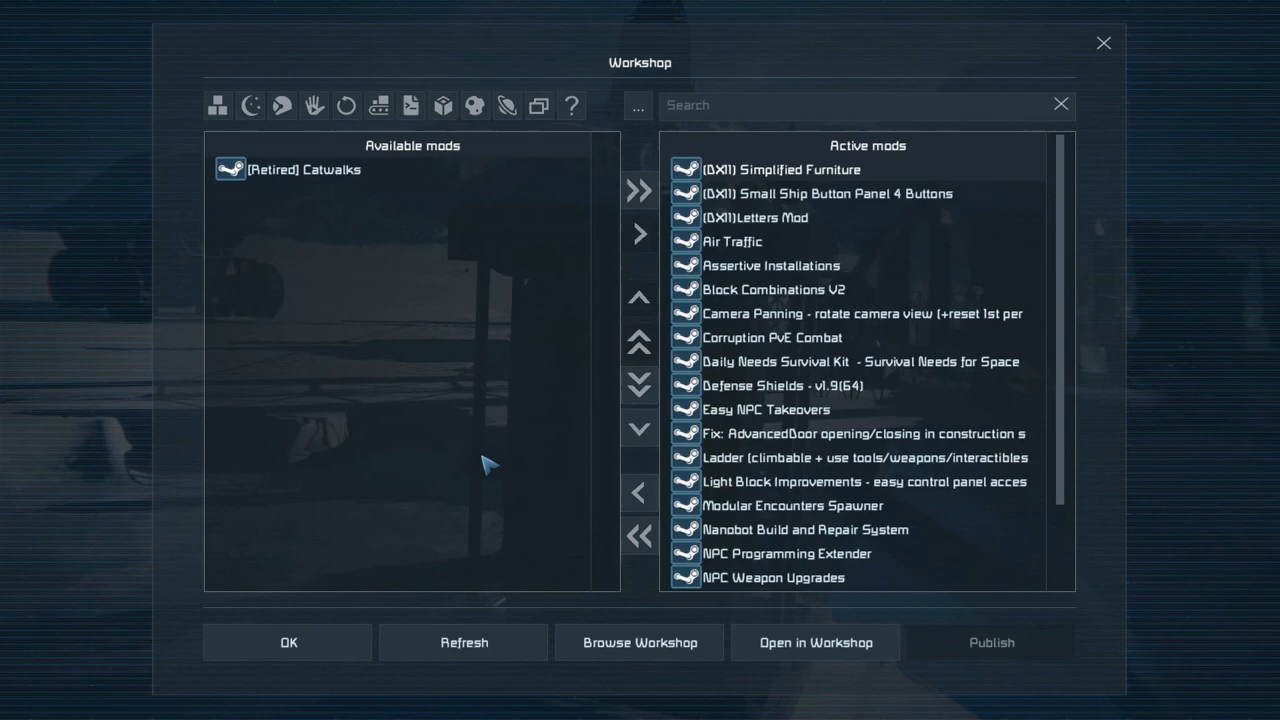 Workshop
...
Search
Available mods
[Retired] Catwalks
Active mods
(DX11) Simplified Furniture
(DX11) Small Ship Button Panel 4 Buttons
(DX11)Letters Mod
Air Traffic
Assertive Installations
Block Combinations V2
Camera Panning - rotate camera view (+reset 1st per
Corruption PvE Combat
Daily Needs Survival Kit  - Survival Needs for Space
Defense Shields - v1.9(64)
Easy NPC Takeovers
Fix: AdvancedDoor opening/closing in construction s
Ladder (climbable + use tools/weapons/interactibles
Light Block Improvements - easy control panel acces
Modular Encounters Spawner
Nanobot Build and Repair System
NPC Programming Extender
NPC Weapon Upgrades
OK
Refresh
Browse Workshop
Open in Workshop
Publish